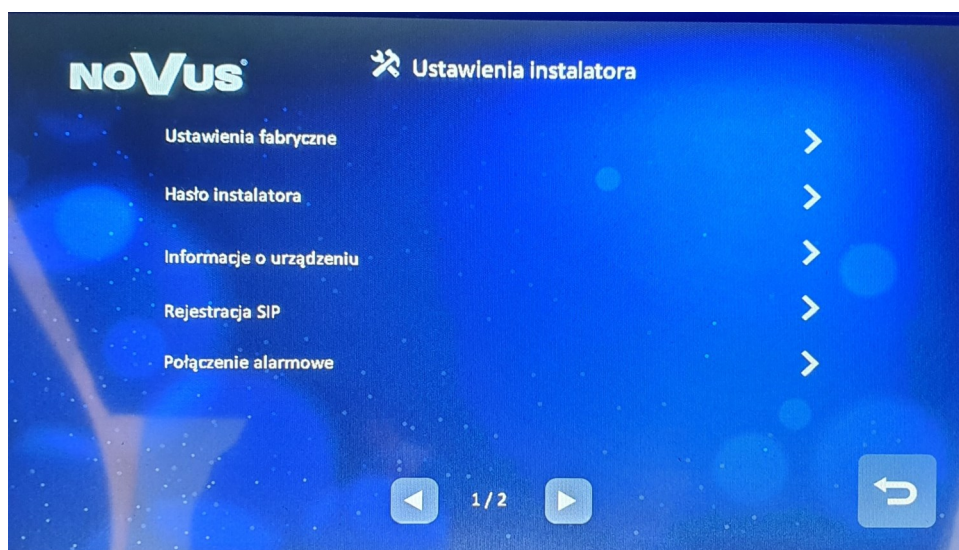 NOVUS
Ustawienia instalatora
Ustawienia fabryczne
Hasło instalatora
Informacje o urządzeniu
Rejestracja SIP
Połączenie alarmowe
1/2